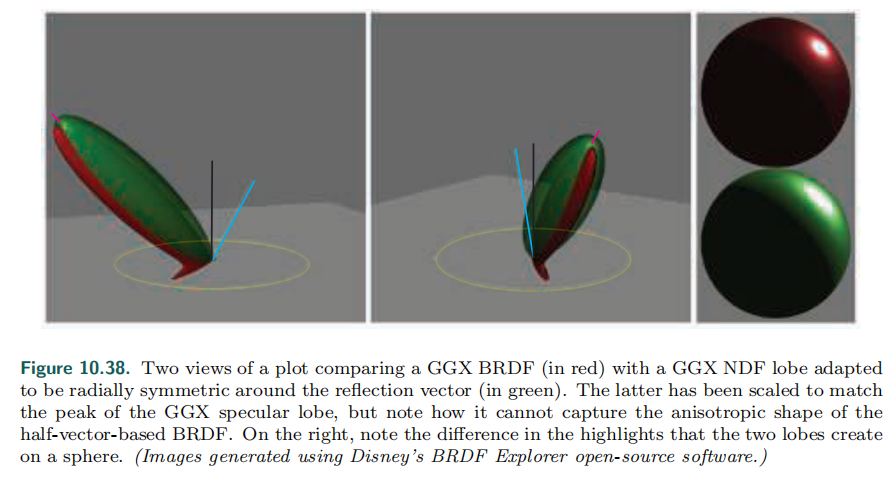 Figure 10.38. Two views of a plot comparing a GGX BRDF (in red) with a GGX NDF lobe adapted
to be radially symmetric around the reflection vector (in green). The latter has been scaled to match
the peak of the GGX specular lobe, but note how it cannot capture the anisotropic shape of the
half-vector-based BRDF. On the right, note the difference in the highlights that the two lobes create
on a sphere. (Images generated using Disney's BRDF Explorer open-source software.)